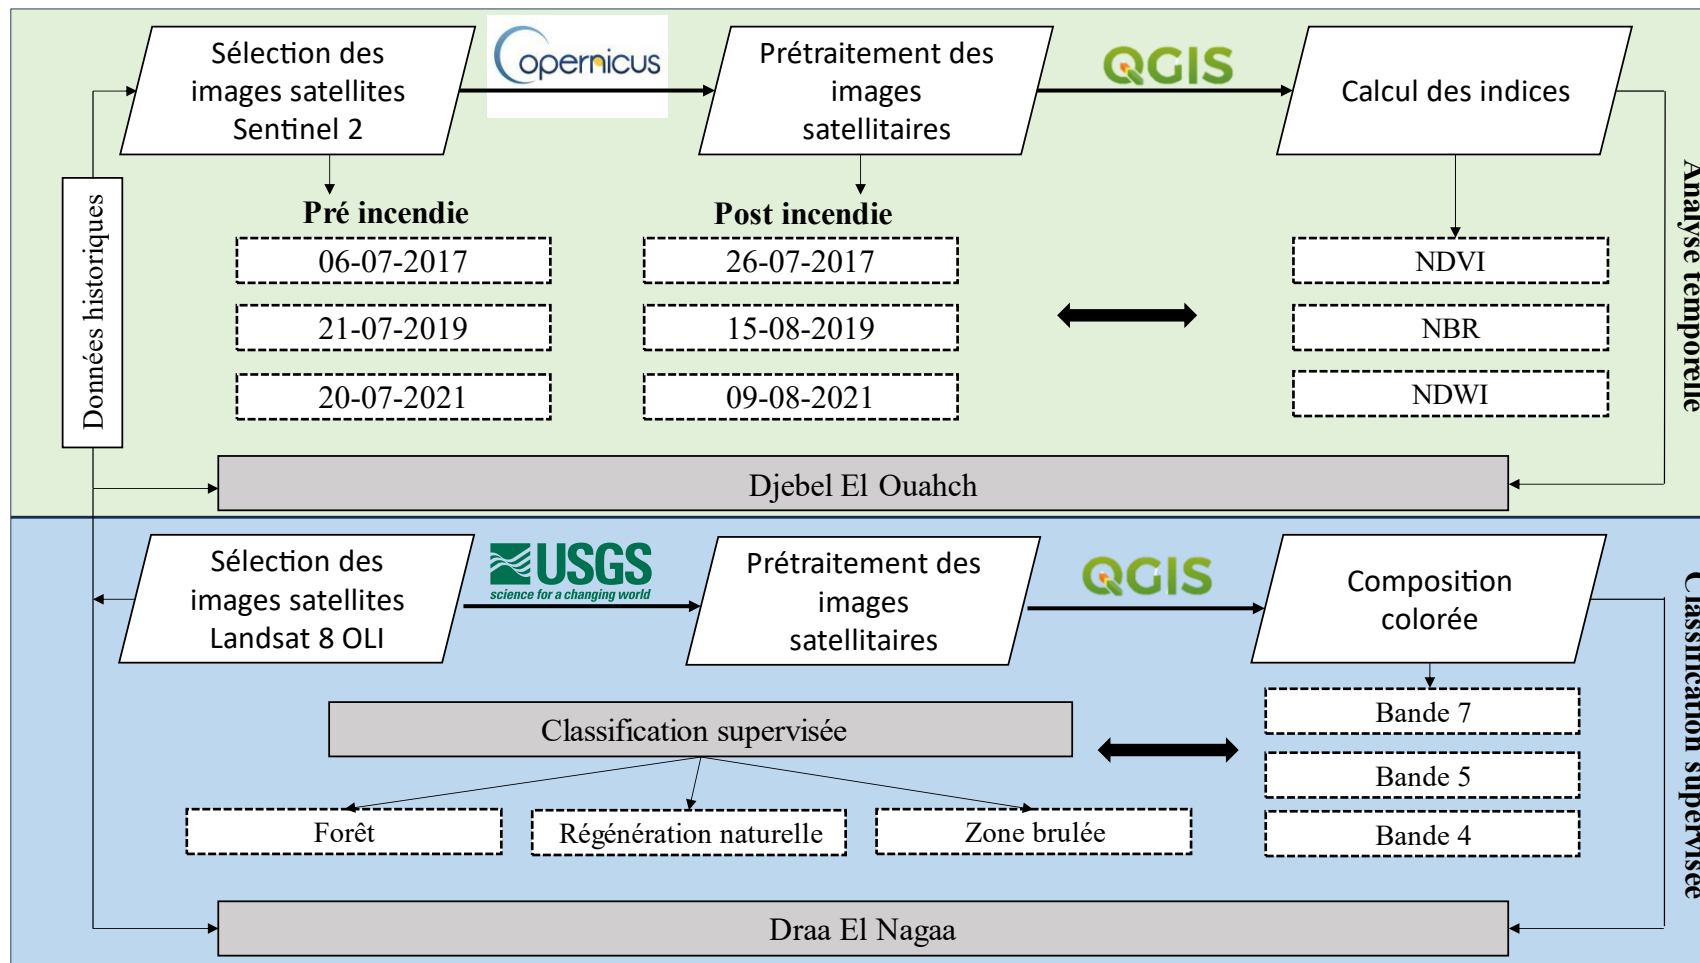 Sélection des
images satellites
Sentinel 2
Copernicus
Prétraitement des
images
satellitaires
QGIS
Calcul des indices
Données historiques
Pré incendie
06-07-2017
21-07-2019
20-07-2021
Post incendie
26-07-2017
15-08-2019
09-08-2021
NDVI
NBR
NDWI
Analyse temporelle
Djebel El Ouahch
Sélection des
images satellites
Landsat 8 OLI
USGS
science for a changing world
Prétraitement des
images
satellitaires
QGIS
Composition
colorée
Bande 7
Bande 5
Bande 4
Classification supervisée
Forêt
Régénération naturelle
Zone brulée
Classification supervisée
Draa El Nagaa